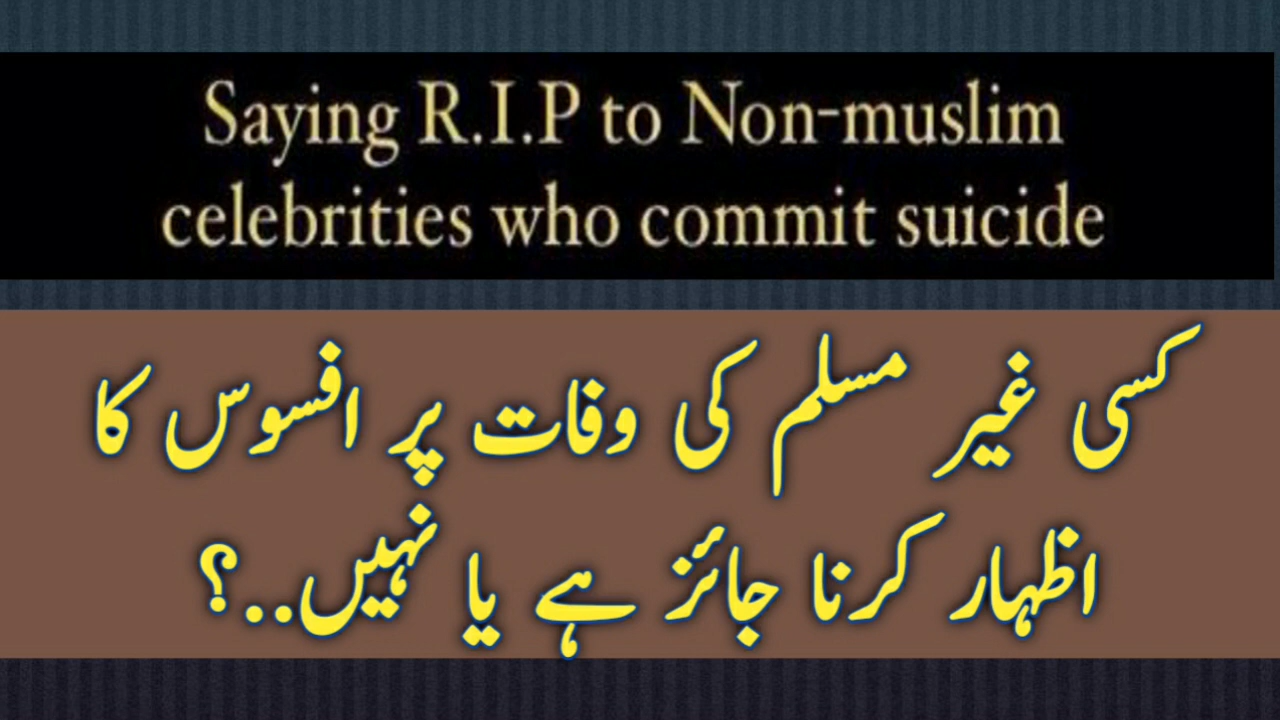 Saying R.I.P to Non-muslim
celebrities who commit suicide
کسی غیر مسلم کی وفات پر افسوس کا
اظہار کرنا جائز ہے یا نہیں..؟